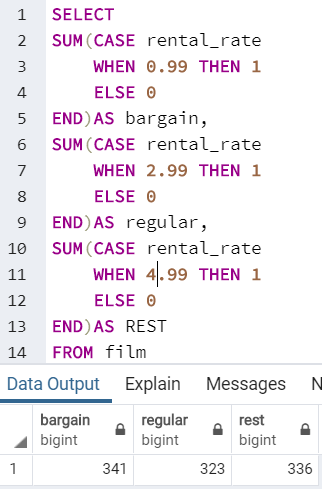 1 SELECT
2 SUM(CASE rental_rate
3 WHEN 0.99 THEN 1
4 ELSE 0
5 END)AS bargain,
6 SUM(CASE rental_rate
7 WHEN 2.99 THEN 1
8 ELSE 0
9 END)AS regular,
10 SUM(CASE rental_rate
11 WHEN 4.99 THEN 1
12 ELSE 0
13 END)AS REST
14 FROM film
Data Output Explain Messages N
bargain regular rest
bigint bigint bigint
1 341 323 336